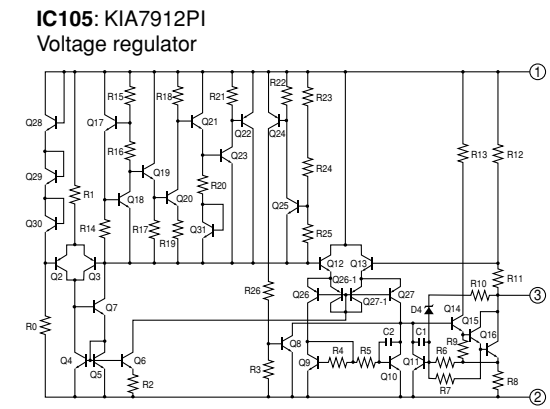 IC105: KIA7912PI
Voltage regulator
1
R15 R18 R21 R22 R23
Q28 Q17 Q21 Q22 Q24
R16 Q23 R13 R12
Q29 Q19 R24
R1 Q18 Q20 R20 Q25
Q30 R14 R17 R19 Q31 R25
Q2 Q3 Q12 Q13
Q26-1 R11
R26 Q26 Q27-1 Q27 R10 3
Q7 D4 Q14
R0 Q15
C2 C1 Q16
Q8 R9
Q4 Q5 Q6 R3 Q9 R4 R5 Q10 Q11 R6
R2 R7 R8
2